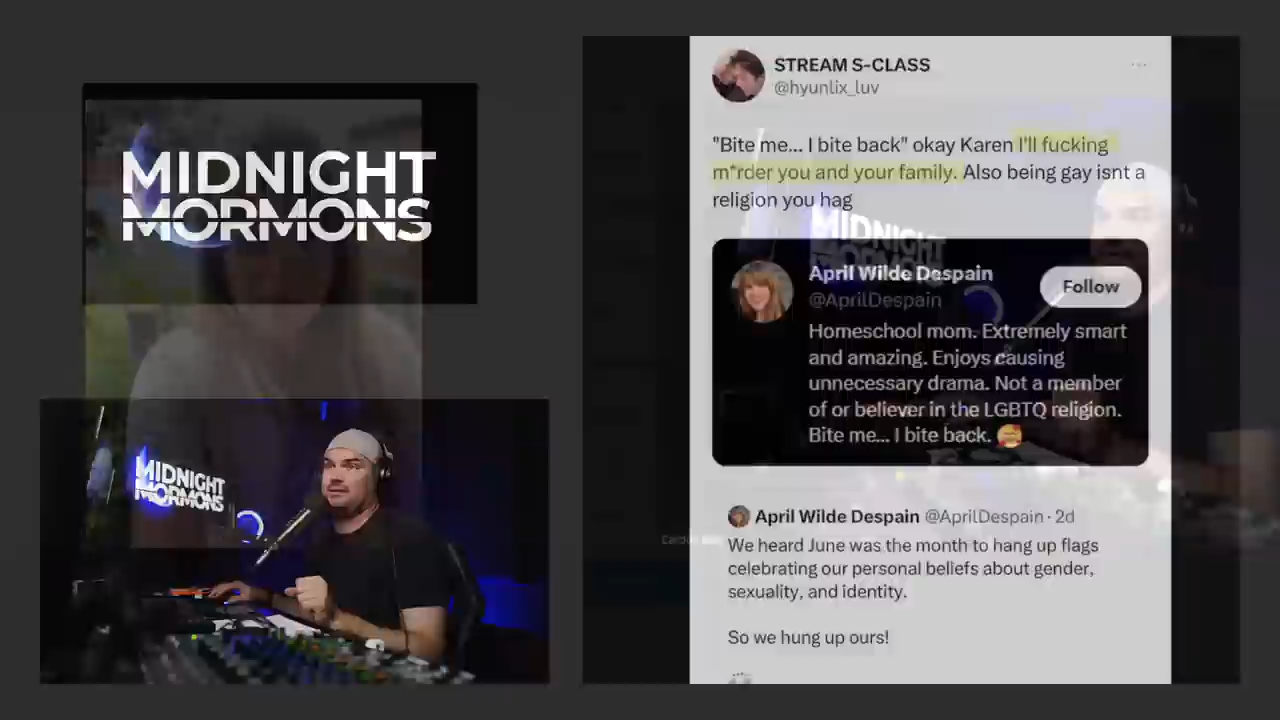 MIDNIGHT
MORMONS
MIDNIGHT
MORMONS
STREAM S-CLASS
@hyunlix_luv
"Bite me... I bite back" okay Karen I'll fucking
m*rder you and your family. Also being gay isnt a
religion you hag
MIDNIGHT
MORMONS
April Wilde Despain
@AprilDespain
Follow
Homeschool mom. Extremely smart
and amazing. Enjoys causing
unnecessary drama. Not a member
of or believer in the LGBTQ religion.
Bite me... I bite back. 🥰
April Wilde Despain @AprilDespain · 2d
We heard June was the month to hang up flags
celebrating our personal beliefs about gender,
sexuality, and identity.
So we hung up ours!